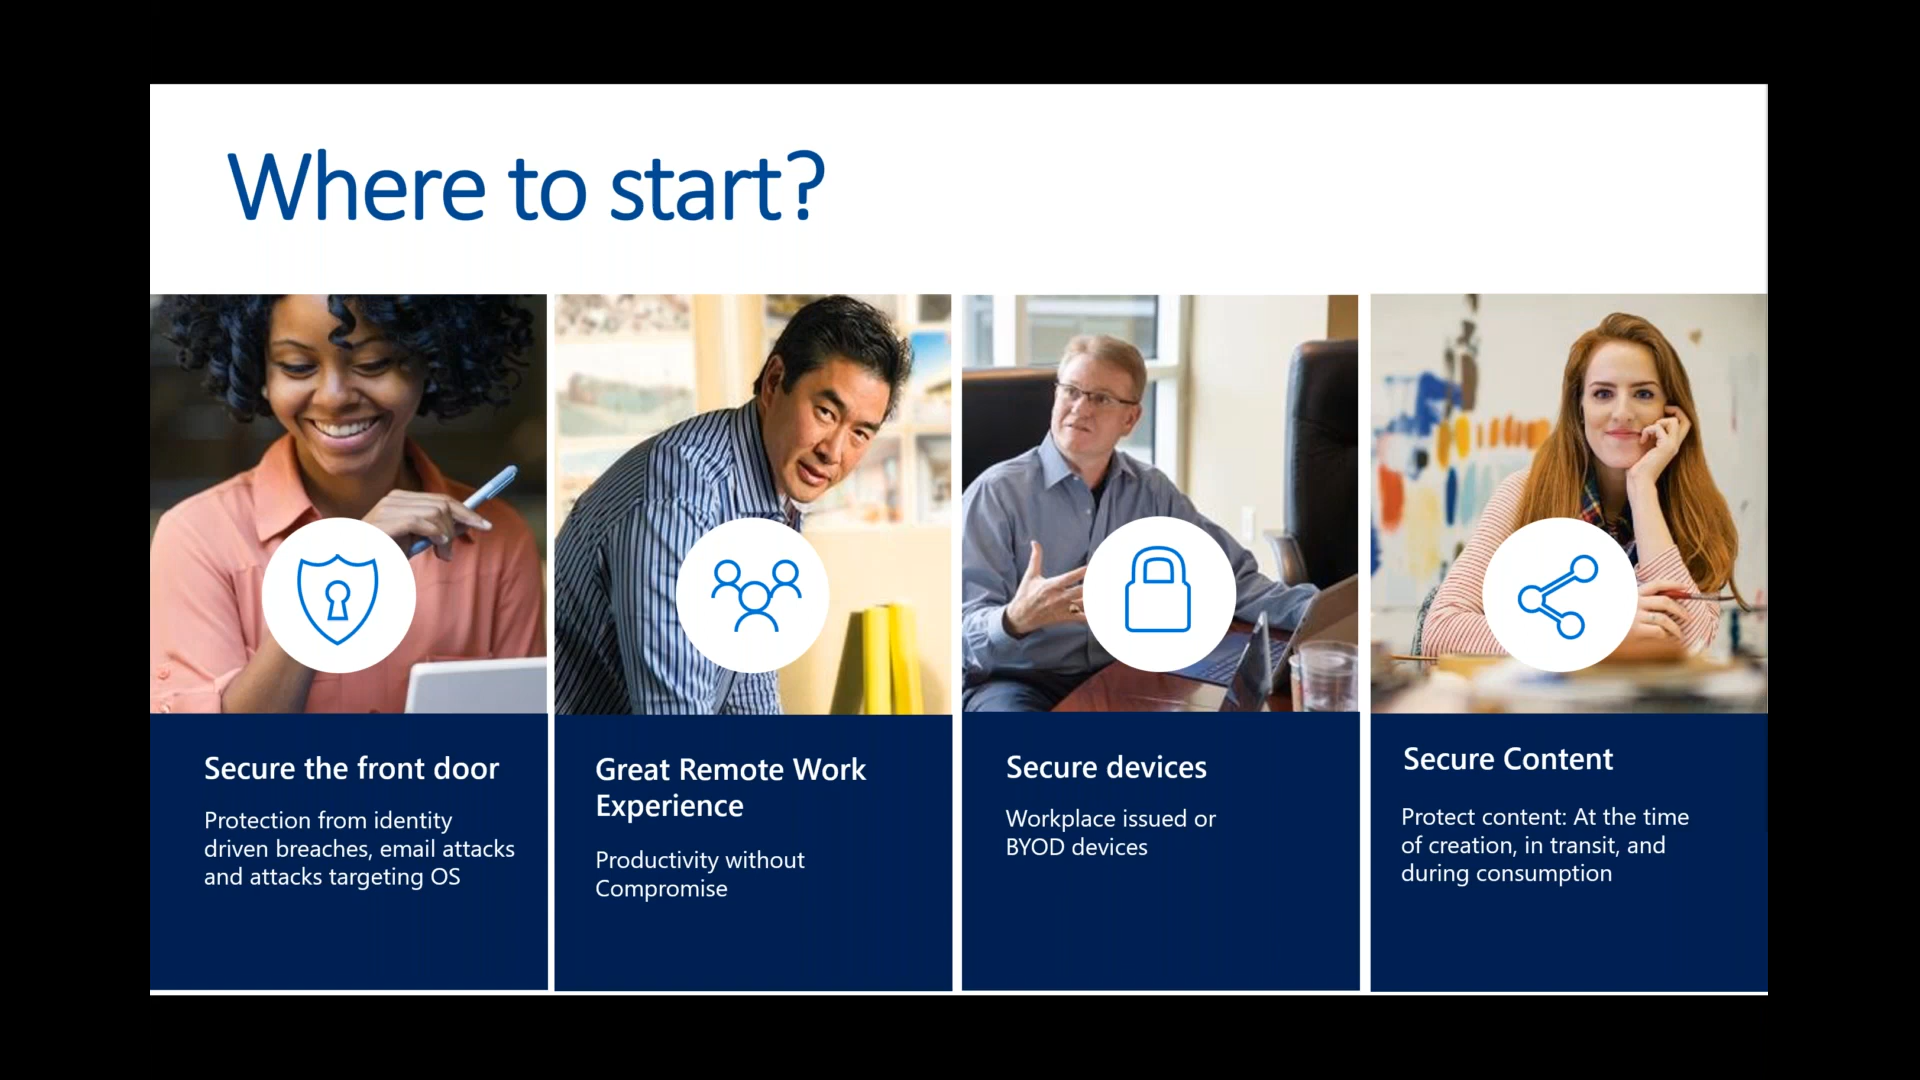 Where to start?
Secure the front door
Protection from identity
driven breaches, email attacks
and attacks targeting OS
Great Remote Work
Experience
Productivity without
Compromise
Secure devices
Workplace issued or
BYOD devices
Secure Content
Protect content: At the time
of creation, in transit, and
during consumption